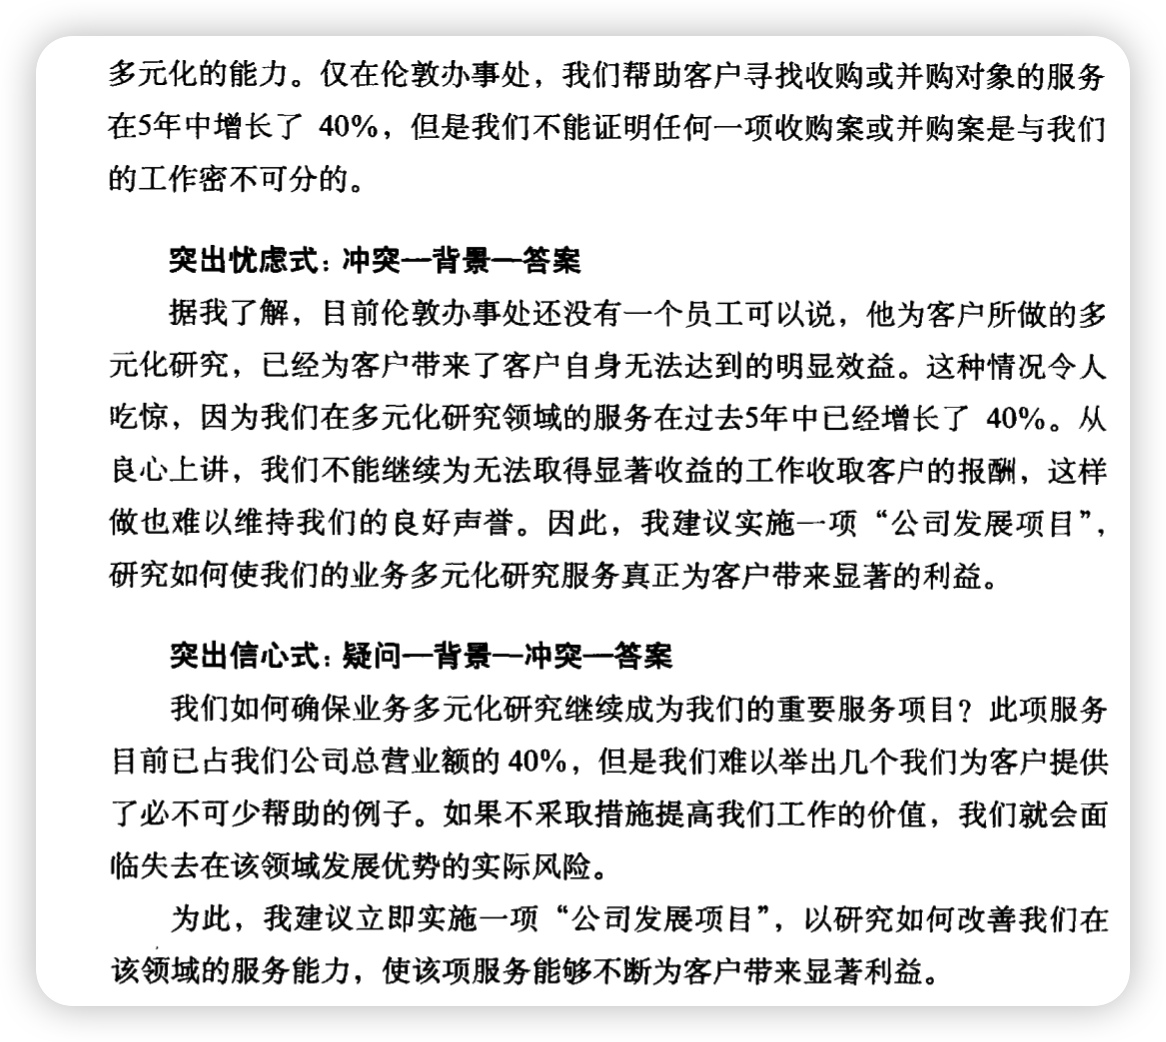 多元化的能力。仅在伦敦办事处，我们帮助客户寻找收购或并购对象的服务
在5年中增长了 40%，但是我们不能证明任何一项收购案或并购案是与我们
的工作密不可分的。
突出忧虑式：冲突—背景—答案
据我了解，目前伦敦办事处还没有一个员工可以说，他为客户所做的多
元化研究，已经为客户带来了客户自身无法达到的明显效益。这种情况令人
吃惊，因为我们在多元化研究领域的服务在过去5年中已经增长了 40%。从
良心上讲，我们不能继续为无法取得显著收益的工作收取客户的报酬，这样
做也难以维持我们的良好声誉。因此，我建议实施一项“公司发展项目”，
研究如何使我们的业务多元化研究服务真正为客户带来显著的利益。
突出信心式：疑问—背景—冲突—答案
我们如何确保业务多元化研究继续成为我们的重要服务项目？此项服务
目前已占我们公司总营业额的 40%，但是我们难以举出几个我们为客户提供
了必不可少帮助的例子。如果不采取措施提高我们工作的价值，我们就会面
临失去在该领域发展优势的实际风险。
为此，我建议立即实施一项“公司发展项目”，以研究如何改善我们在
该领域的服务能力，使该项服务能够不断为客户带来显著利益。